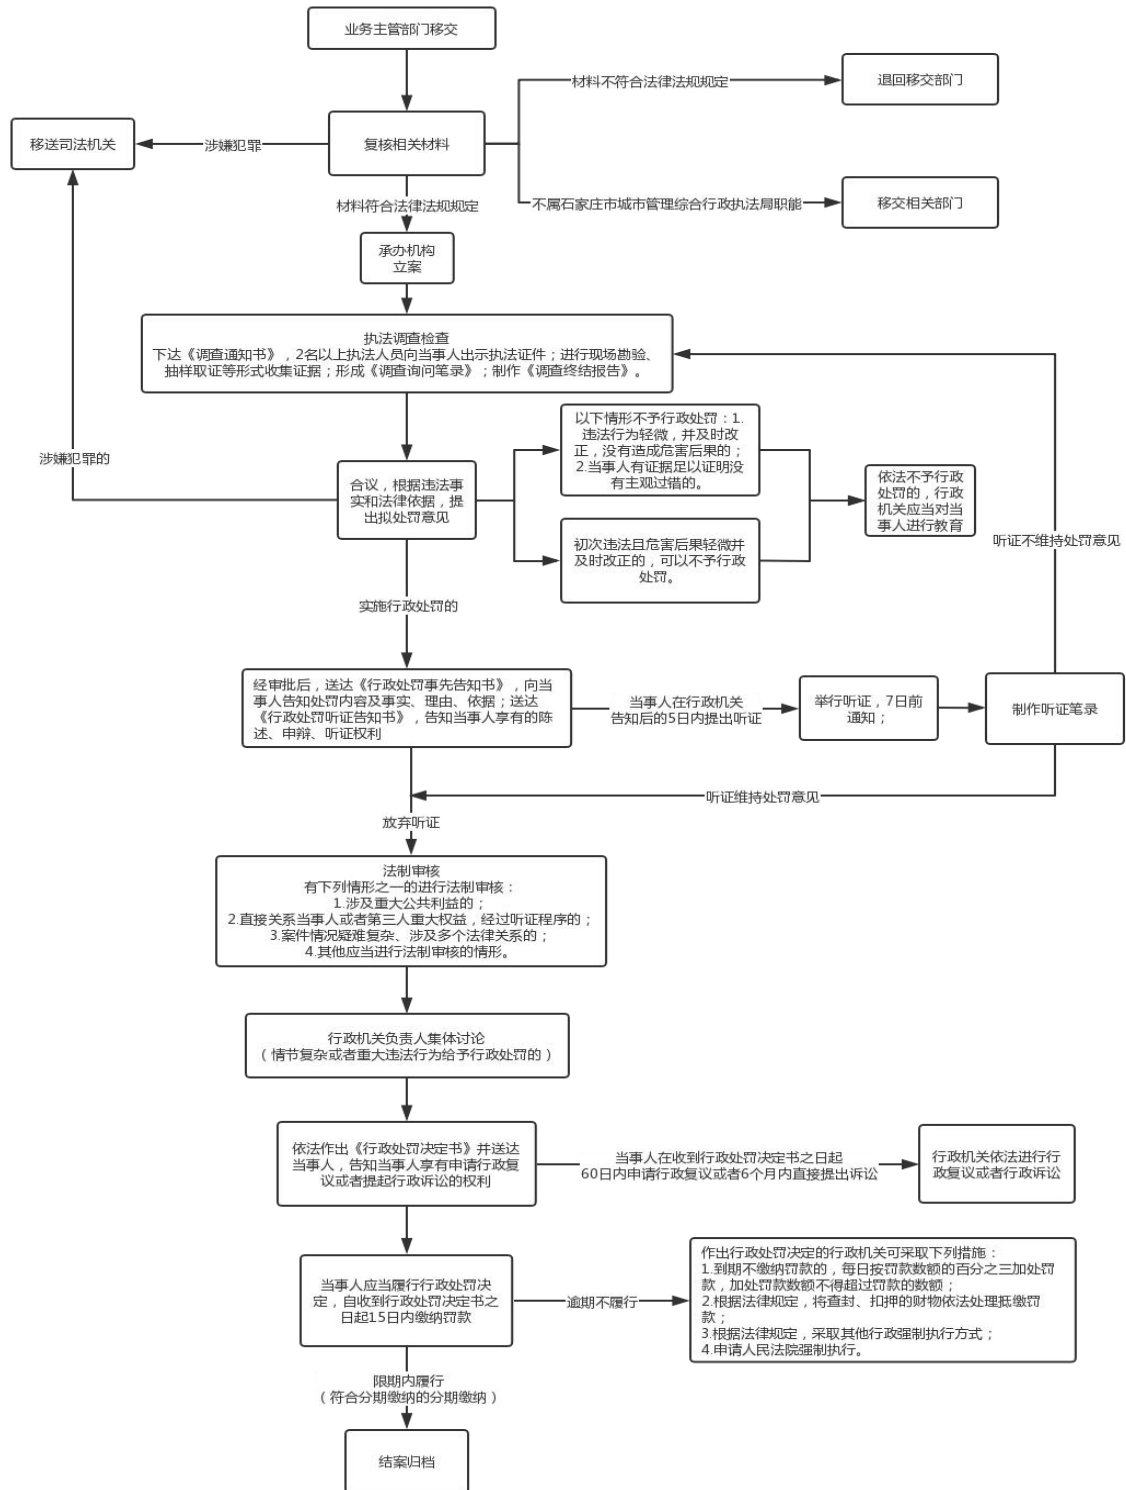 业务主管部门移交
材料不符合法律法规规定
退回移交部门
移送司法机关
涉嫌犯罪
复核相关材料
材料符合法律法规规定
不属石家庄市城市管理综合行政执法局职能
移交相关部门
承办机构
立案
执法调查检查
下达《调查通知书》，2名以上执法人员向当事人出示执法证件；进行现场勘验、
抽样取证等形式收集证据；形成《调查询问笔录》；制作《调查终结报告》。
以下情形不予行政处罚：1.
违法行为轻微，并及时改
正，没有造成危害后果的；
2.当事人有证据足以证明没
有主观过错的。
涉嫌犯罪的
合议，根据违法事
实和法律依据，提
出拟处罚意见
依法不予行政
处罚的，行政
机关应当对当
事人进行教育
初次违法且危害后果轻微并
及时改正的，可以不予行政
处罚。
听证不维持处罚意见
实施行政处罚的
经审批后，送达《行政处罚事先告知书》，向当
事人告知处罚内容及事实、理由、依据；送达
《行政处罚听证告知书》，告知当事人享有的陈
述、申辩、听证权利
当事人在行政机关
告知后的5日内提出听证
举行听证，7日前
通知；
制作听证笔录
听证维持处罚意见
放弃听证
法制审核
有下列情形之一的进行法制审核：
1.涉及重大公共利益的；
2.直接关系当事人或者第三人重大权益，经过听证程序的；
3.案件情况疑难复杂、涉及多个法律关系的；
4.其他应当进行法制审核的情形。
行政机关负责人集体讨论
（情节复杂或者重大违法行为给予行政处罚的）
依法作出《行政处罚决定书》并送达
当事人，告知当事人享有申请行政复
议或者提起行政诉讼的权利
当事人在收到行政处罚决定书之日起
60日内申请行政复议或者6个月内直接提出诉讼
行政机关依法进行行
政复议或者行政诉讼
当事人应当履行行政处罚决
定，自收到行政处罚决定书之
日起15日内缴纳罚款
逾期不履行
作出行政处罚决定的行政机关可采取下列措施：
1.到期不缴纳罚款的，每日按罚款数额的百分之三加处罚
款，加处罚款数额不得超过罚款的数额；
2.根据法律规定，将查封、扣押的财物依法处理抵缴罚
款；
3.根据法律规定，采取其他行政强制执行方式；
4.申请人民法院强制执行。
限期内履行
（符合分期缴纳的分期缴纳）
结案归档